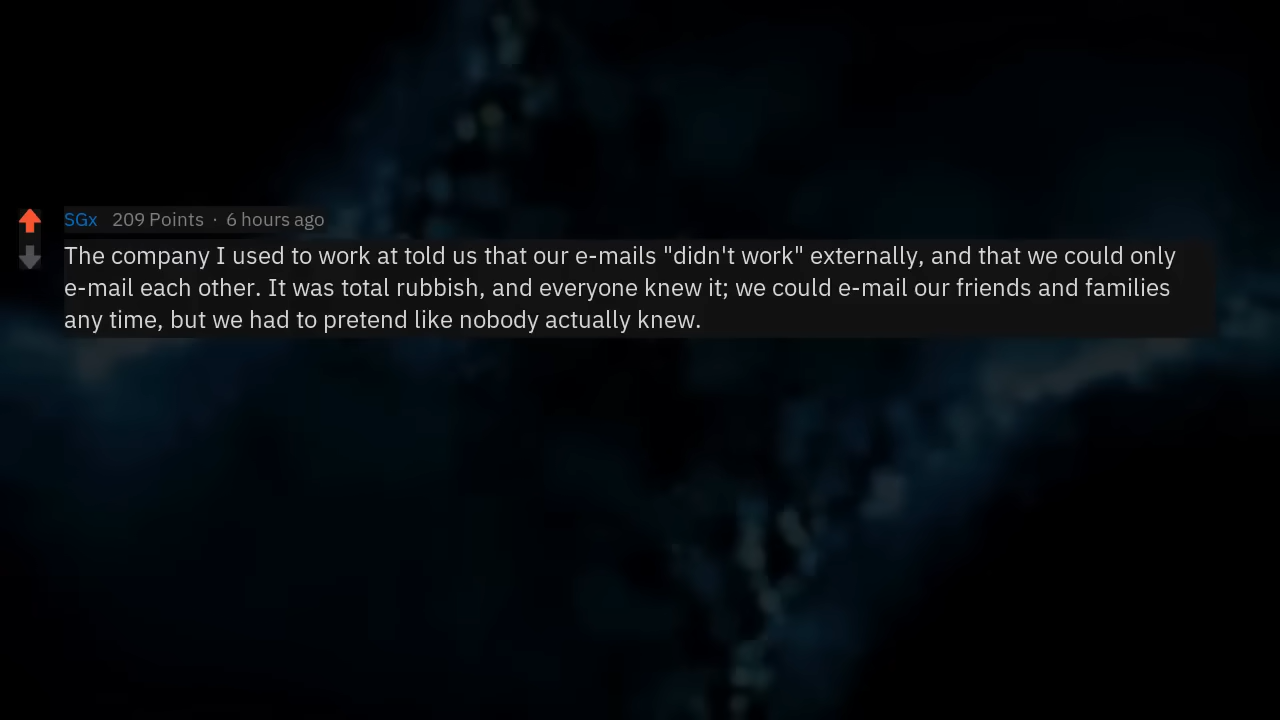 SGx 209 Points · 6 hours ago
The company I used to work at told us that our e-mails "didn't work" externally, and that we could only
e-mail each other. It was total rubbish, and everyone knew it; we could e-mail our friends and families
any time, but we had to pretend like nobody actually knew.